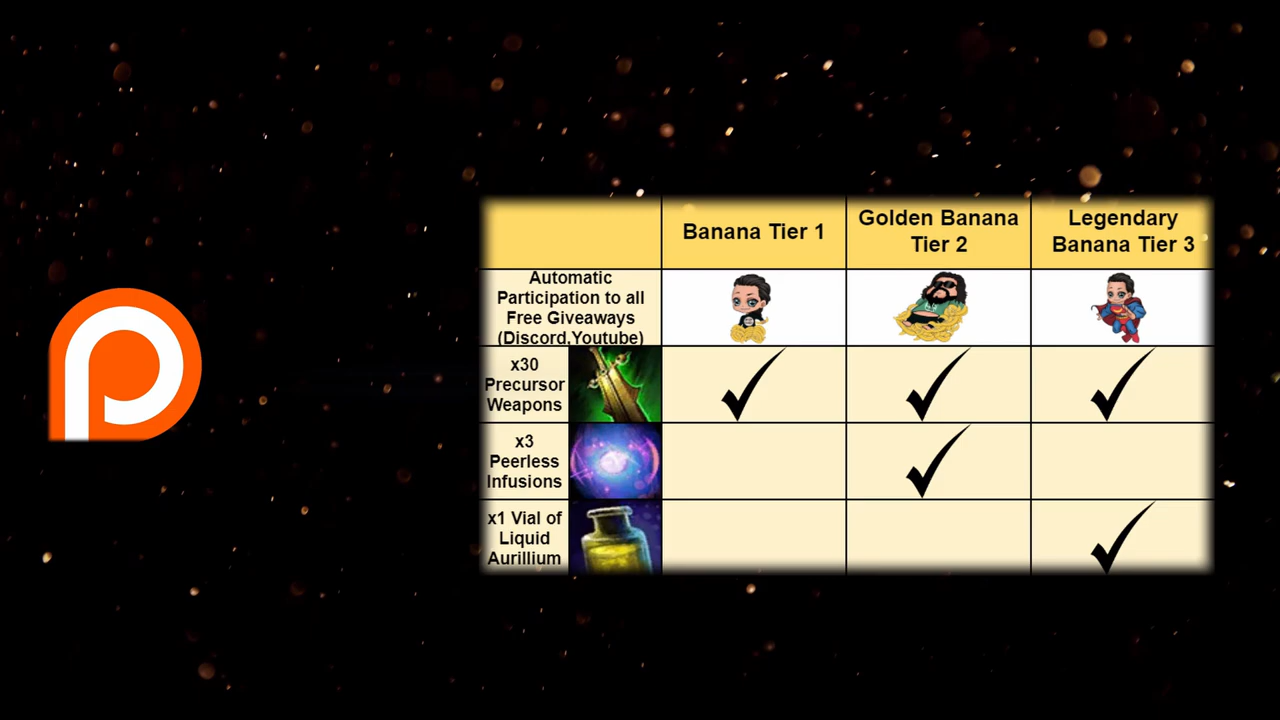 Banana Tier 1
Golden Banana
Tier 2
Legendary
Banana Tier 3
Automatic
Participation to all
Free Giveaways
(Discord,Youtube)
x30
Precursor
Weapons
x3
Peerless
Infusions
x1 Vial of
Liquid
Aurillium